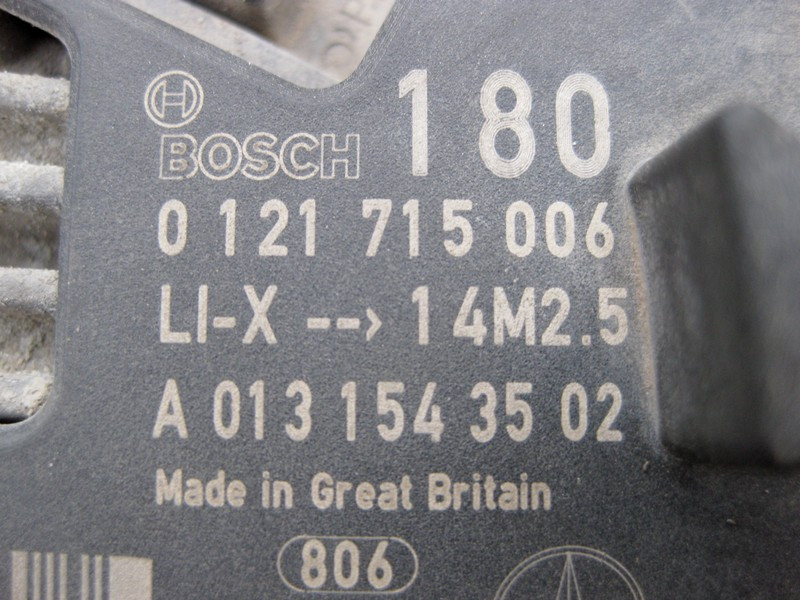 BOSCH 180
0 121 715 006
LI-X --> 14M2.5
A 013 154 35 02
Made in Great Britain
806